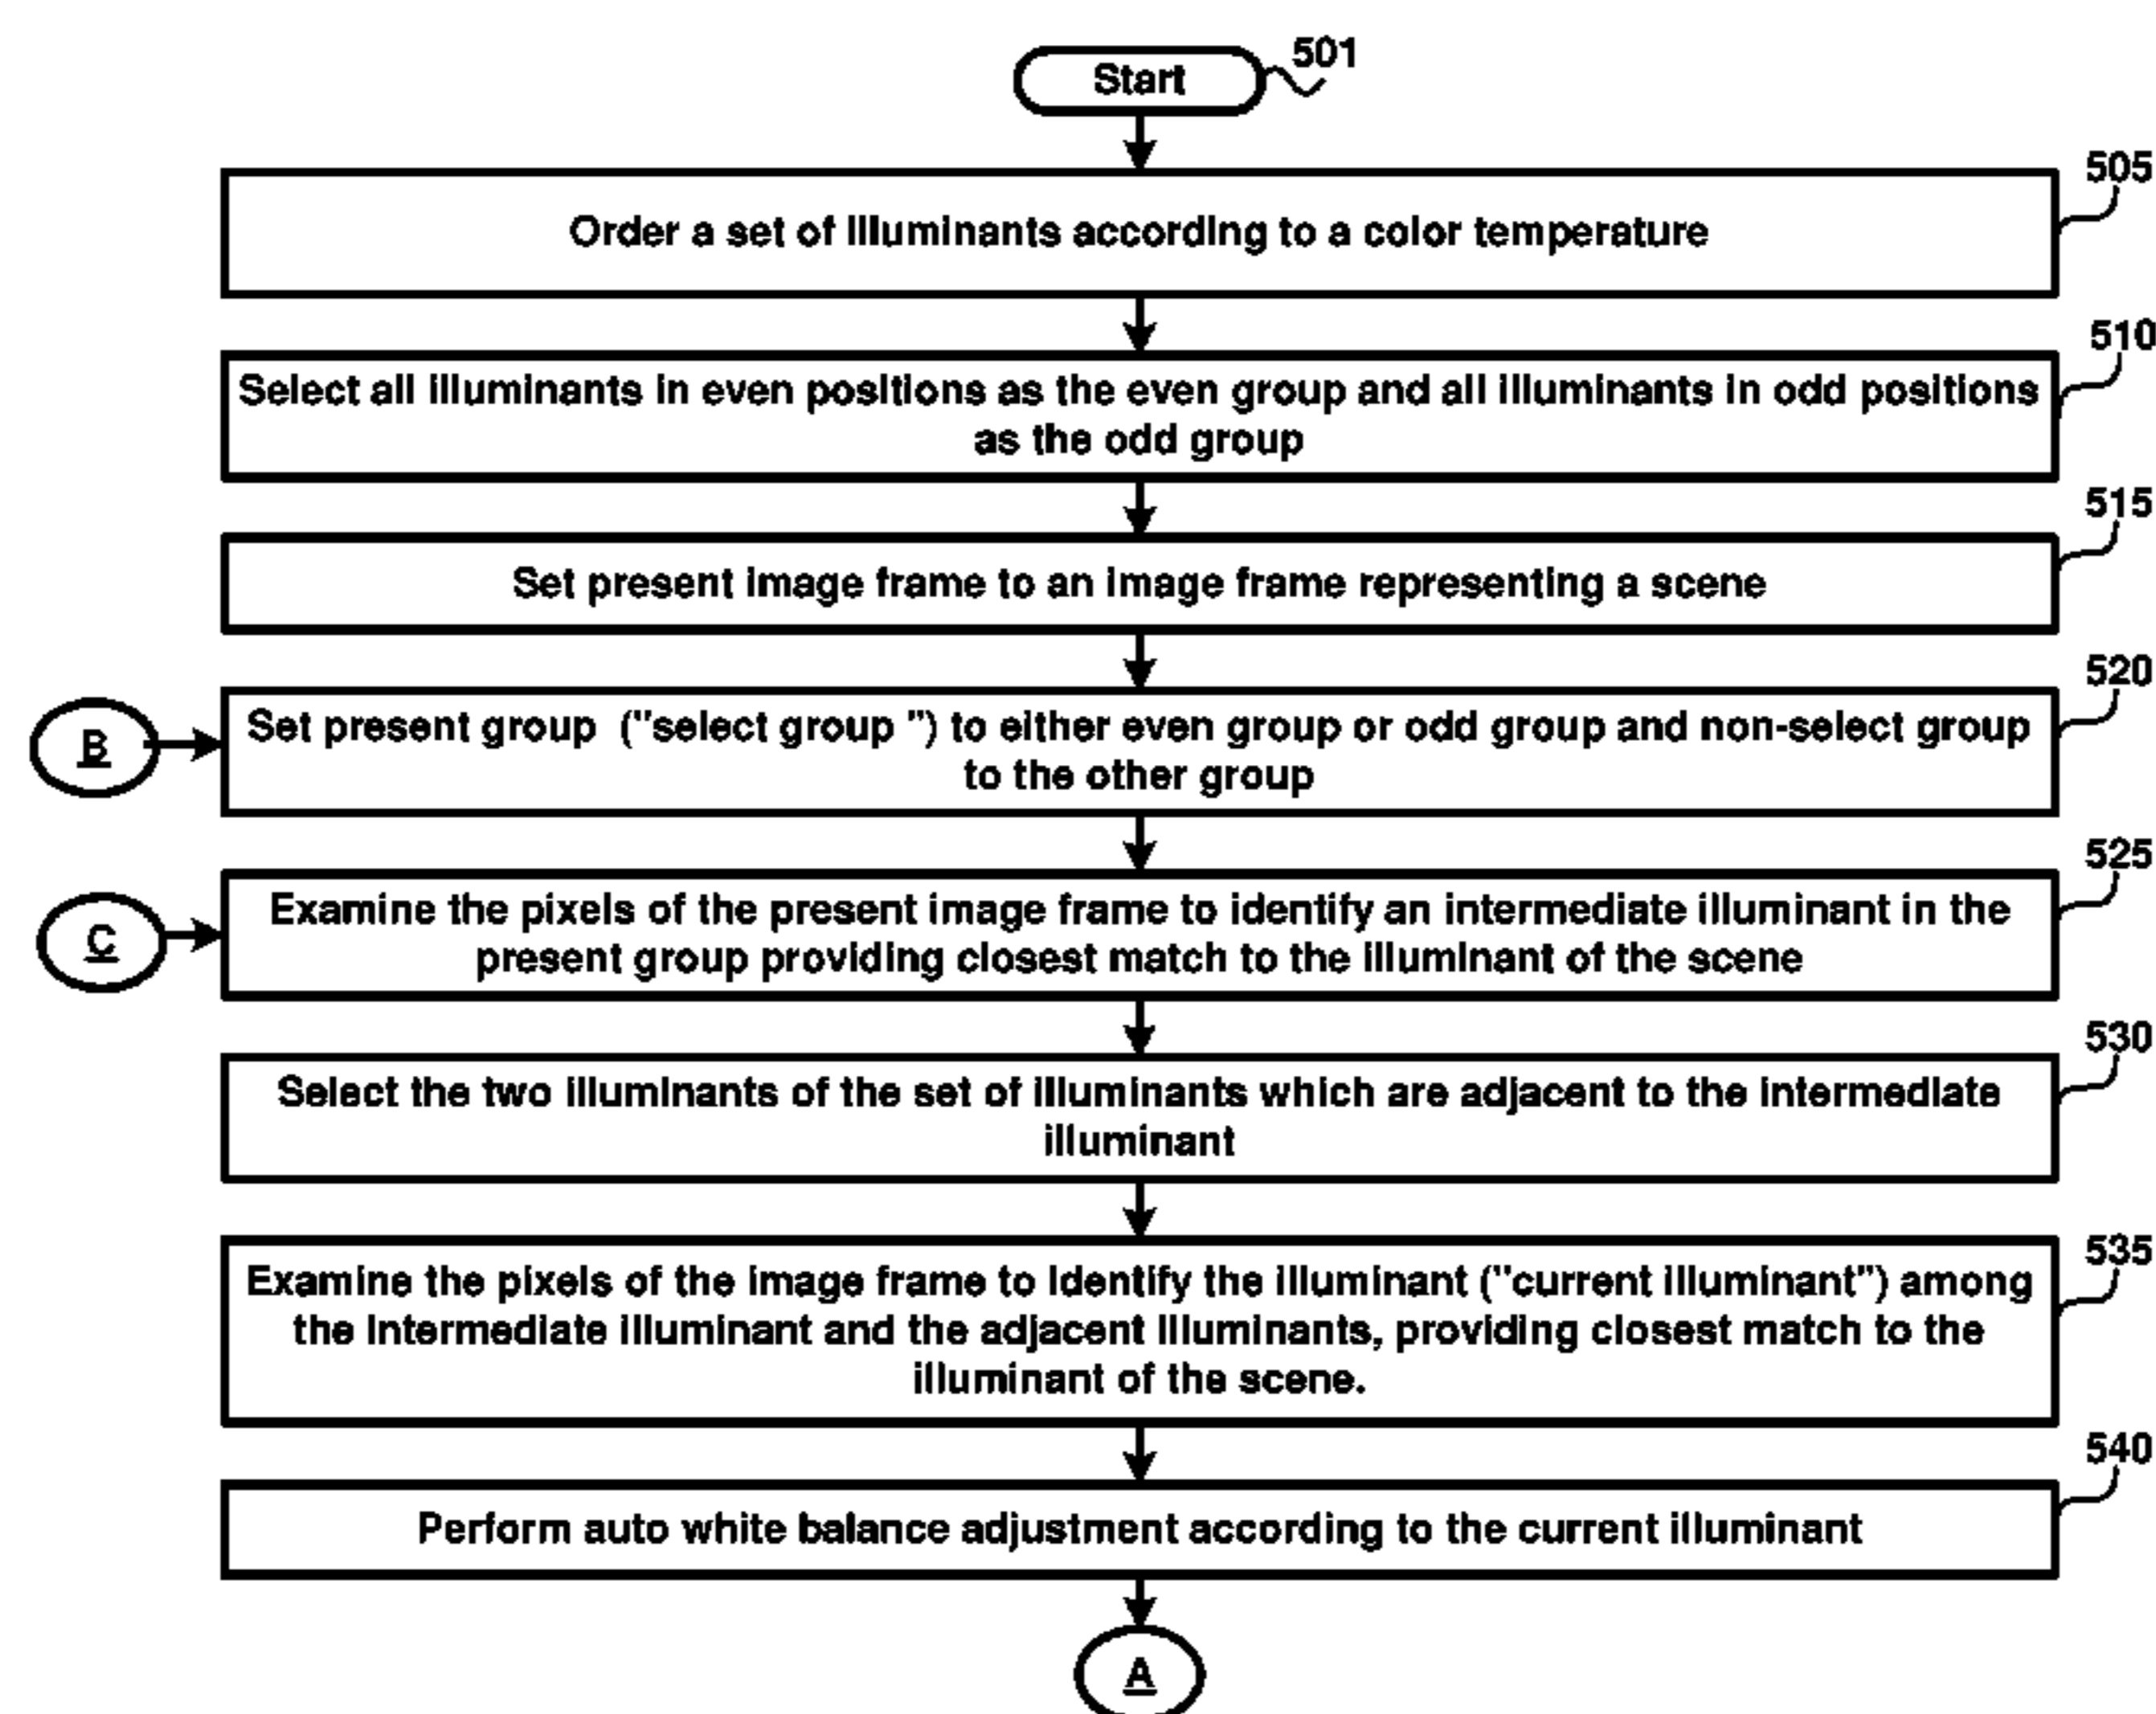 Start
501
505
Order a set of illuminants according to a color temperature
510
Select all illuminants in even positions as the even group and all illuminants in odd positions
as the odd group
515
Set present image frame to an image frame representing a scene
520
B
Set present group ("select group ") to either even group or odd group and non-select group
to the other group
525
C
Examine the pixels of the present image frame to identify an intermediate illuminant in the
present group providing closest match to the illuminant of the scene
530
Select the two illuminants of the set of illuminants which are adjacent to the intermediate
illuminant
535
Examine the pixels of the image frame to identify the illuminant ("current illuminant") among
the intermediate illuminant and the adjacent illuminants, providing closest match to the
illuminant of the scene.
540
Perform auto white balance adjustment according to the current illuminant
A